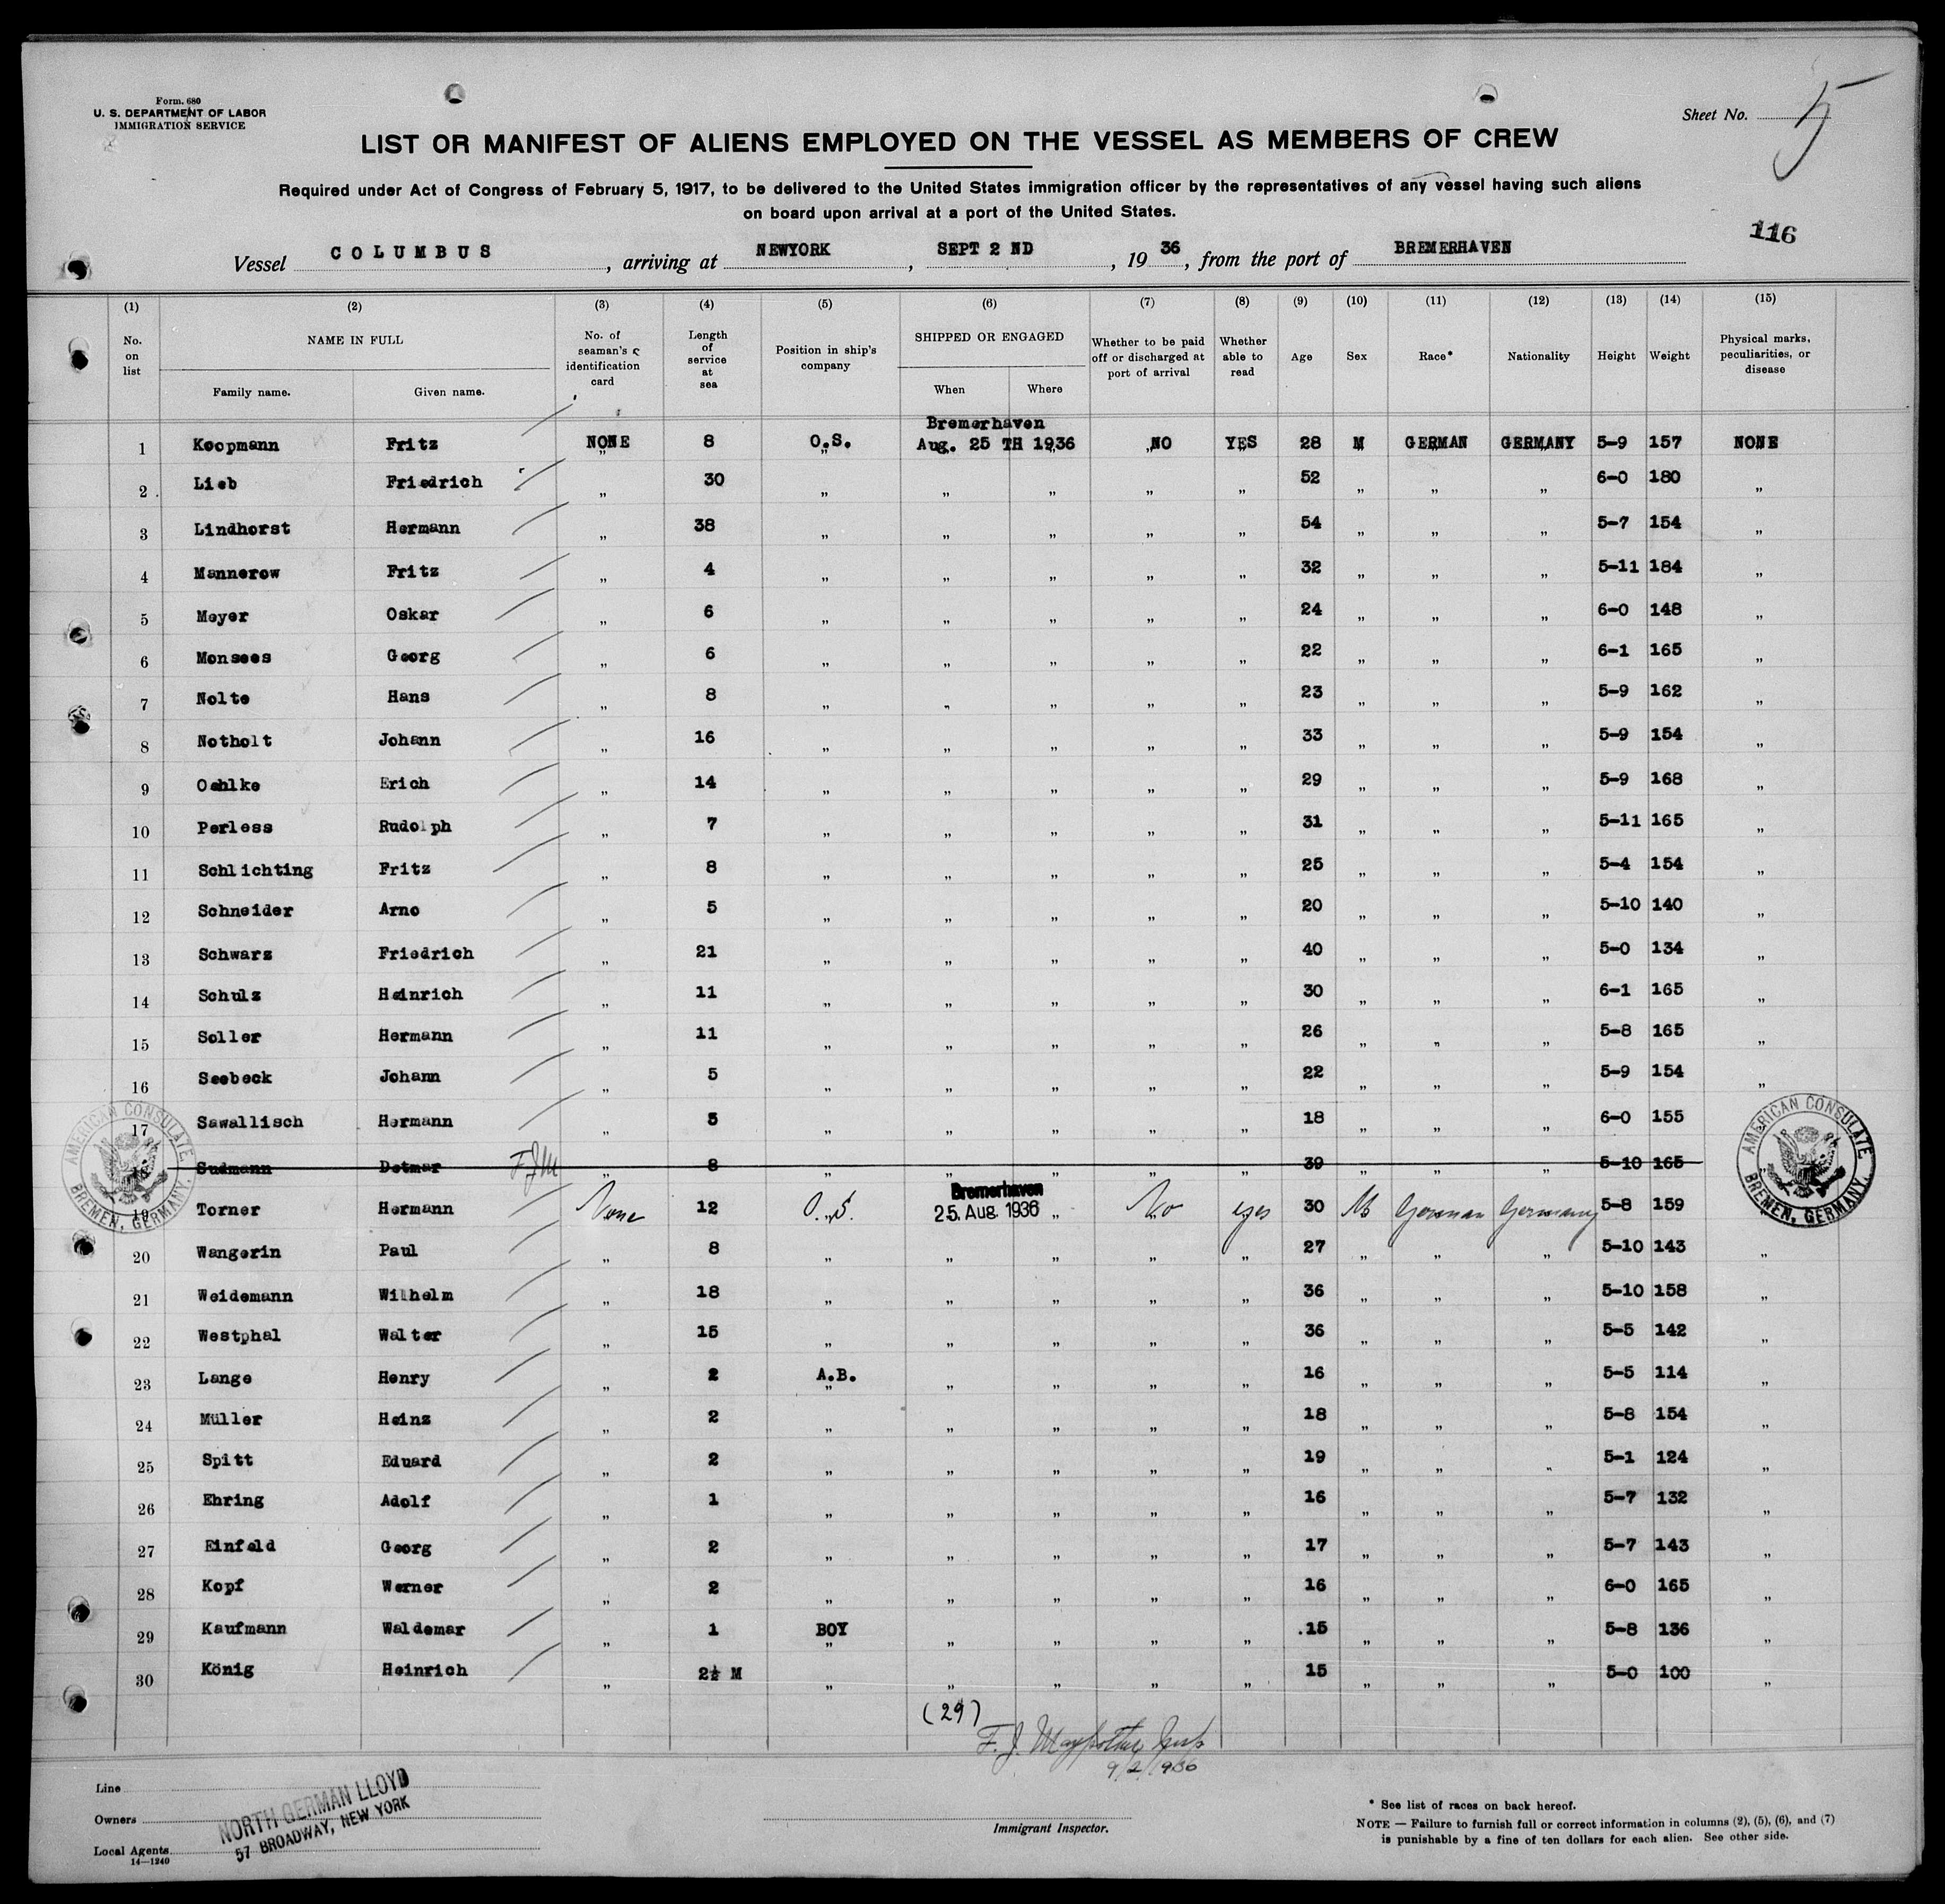 Form. 680
U. S. DEPARTMENT OF LABOR
IMMIGRATION SERVICE
Sheet No. 5
LIST OR MANIFEST OF ALIENS EMPLOYED ON THE VESSEL AS MEMBERS OF CREW
Required under Act of Congress of February 5, 1917, to be delivered to the United States immigration officer by the representatives of any vessel having such aliens
on board upon arrival at a port of the United States.
116
Vessel COLUMBUS, arriving at NEWYORK, SEPT 2 ND, 1936, from the port of BREMERHAVEN
(1) (2) (3) (4) (5) (6) (7) (8) (9) (10) (11) (12) (13) (14) (15)
No. on list NAME IN FULL Family name. Given name. No. of seaman's identification card Length of service at sea Position in ship's company SHIPPED OR ENGAGED When Where Whether to be paid off or discharged at port of arrival Whether able to read Age Sex Race* Nationality Height Weight Physical marks, peculiarities, or disease
Bremerhaven
1 Koopmann Fritz NONE 8 O.S. Aug. 25 TH 1936 NO YES 28 M GERMAN GERMANY 5-9 157 NONE
2 Lieb Friedrich „ 30 „ „ „ „ „ 52 „ „ „ 6-0 180 „
3 Lindhorst Hermann „ 38 „ „ „ „ „ 54 „ „ „ 5-7 154 „
4 Mannerow Fritz „ 4 „ „ „ „ „ 32 „ „ „ 5-11 184 „
5 Meyer Oskar „ 6 „ „ „ „ „ 24 „ „ „ 6-0 148 „
6 Monsees Georg „ 6 „ „ „ „ „ 22 „ „ „ 6-1 165 „
7 Nolte Hans „ 8 „ „ „ „ „ 23 „ „ „ 5-9 162 „
8 Notholt Johann „ 16 „ „ „ „ „ 33 „ „ „ 5-9 154 „
9 Oehlke Erich „ 14 „ „ „ „ „ 29 „ „ „ 5-9 168 „
10 Perless Rudolph „ 7 „ „ „ „ „ 31 „ „ „ 5-11 165 „
11 Schlichting Fritz „ 8 „ „ „ „ „ 25 „ „ „ 5-4 154 „
12 Schneider Arno „ 5 „ „ „ „ „ 20 „ „ „ 5-10 140 „
13 Schwarz Friedrich „ 21 „ „ „ „ „ 40 „ „ „ 5-0 134 „
14 Schulz Heinrich „ 11 „ „ „ „ „ 30 „ „ „ 6-1 165 „
15 Soller Hermann „ 11 „ „ „ „ „ 26 „ „ „ 5-8 165 „
16 Seebeck Johann „ 5 „ „ „ „ „ 22 „ „ „ 5-9 154 „
17 Sawallisch Hermann „ 5 „ „ „ „ „ 18 „ „ „ 6-0 155
18 Sudmann Detmar FJM „ 8 „ „ „ „ „ 39 „ „ „ 5-10 165
Bremerhaven
19 Torner Hermann None 12 O.S. 25. Aug. 1936 „ No yes 30 M German Germany 5-8 159
AMERICAN CONSULATE, BREMEN, GERMANY.
AMERICAN CONSULATE, BREMEN, GERMANY.
20 Wangerin Paul „ 8 „ „ „ „ „ 27 „ „ „ 5-10 143 „
21 Weidemann Wilhelm „ 18 „ „ „ „ „ 36 „ „ „ 5-10 158 „
22 Westphal Walter „ 15 „ „ „ „ „ 36 „ „ „ 5-5 142 „
23 Lange Henry „ 2 A.B. „ „ „ „ 16 „ „ „ 5-5 114 „
24 Müller Heinz „ 2 „ „ „ „ „ 18 „ „ „ 5-8 154 „
25 Spitt Eduard „ 2 „ „ „ „ „ 19 „ „ „ 5-1 124 „
26 Ehring Adolf „ 1 „ „ „ „ „ 16 „ „ „ 5-7 132 „
27 Einfeld Georg „ 2 „ „ „ „ „ 17 „ „ „ 5-7 143 „
28 Kopf Werner „ 2 „ „ „ „ „ 16 „ „ „ 6-0 165 „
29 Kaufmann Waldemar „ 1 BOY „ „ „ „ 15 „ „ „ 5-8 136 „
30 König Heinrich „ 2½ M „ „ „ „ „ 15 „ „ „ 5-0 100 „
(29)
F. J. 
9/2/1936
Line
Owners
Local Agents
NORTH GERMAN LLOYD
57 BROADWAY, NEW YORK
14—1240
Immigrant Inspector.
* See list of races on back hereof.
NOTE — Failure to furnish full or correct information in columns (2), (5), (6), and (7)
is punishable by a fine of ten dollars for each alien. See other side.